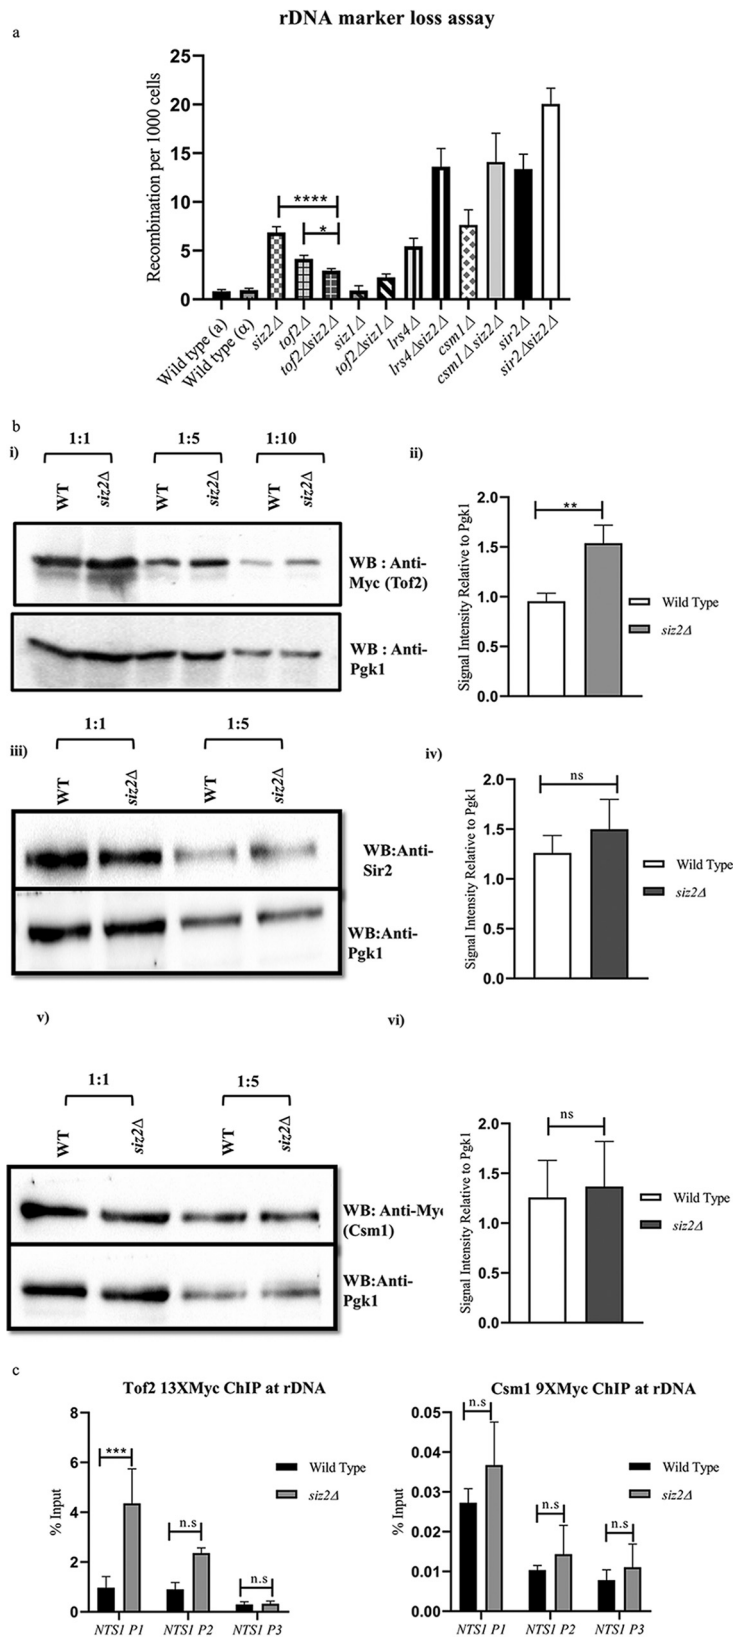 rDNA marker loss assay
a
Recombination per 1000 cells
25
20
15
10
5
0
****
*
Wild type (a)
Wild type (α)
siz2Δ
tof2Δ
tof2Δsiz2Δ
siz1Δ
tof2Δsiz1Δ
lrs4Δ
lrs4Δsiz2Δ
csm1Δ
csm1Δ siz2Δ
sir2Δ
sir2Δsiz2Δ
b
i)
1:1
1:5
1:10
WT
siz2Δ
WT
siz2Δ
WT
siz2Δ
WB : Anti-
Myc (Tof2)
WB : Anti-
Pgk1
ii)
Signal Intensity Relative to Pgk1
2.0
1.5
1.0
0.5
0.0
**
Wild Type
siz2Δ
iii)
1:1
1:5
WT
siz2Δ
WT
siz2Δ
WB:Anti-
Sir2
WB:Anti-
Pgk1
iv)
Signal Intensity Relative to Pgk1
2.0
1.5
1.0
0.5
0.0
ns
Wild Type
siz2Δ
v)
1:1
1:5
WT
siz2Δ
WT
siz2Δ
WB: Anti-Myc
(Csm1)
WB:Anti-
Pgk1
vi)
Signal Intensity Relative to Pgk1
2.0
1.5
1.0
0.5
0.0
ns
Wild Type
siz2Δ
c
Tof2 13XMyc ChIP at rDNA
% Input
8
6
4
2
0
***
n.s
n.s
NTS1 P1
NTS1 P2
NTS1 P3
Wild Type
siz2Δ
Csm1 9XMyc ChIP at rDNA
% Input
0.05
0.04
0.03
0.02
0.01
0.00
n.s
n.s
n.s
NTS1 P1
NTS1 P2
NTS1 P3
Wild Type
siz2Δ